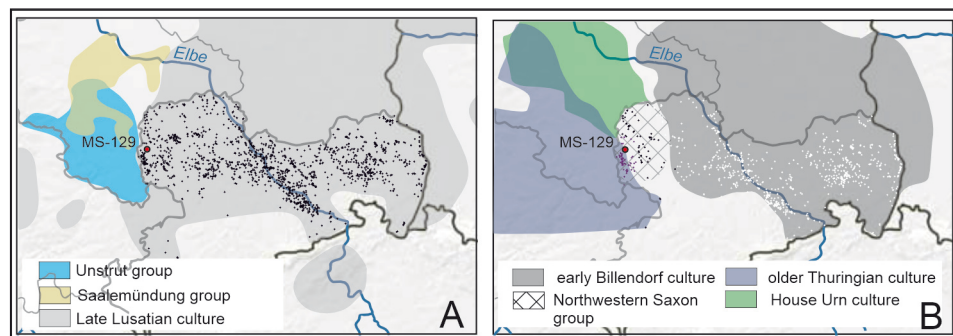 Elbe
MS-129
Unstrut group
Saalemündung group
Late Lusatian culture
A
Elbe
MS-129
early Billendorf culture
older Thuringian culture
Northwestern Saxon
group
House Urn culture
B